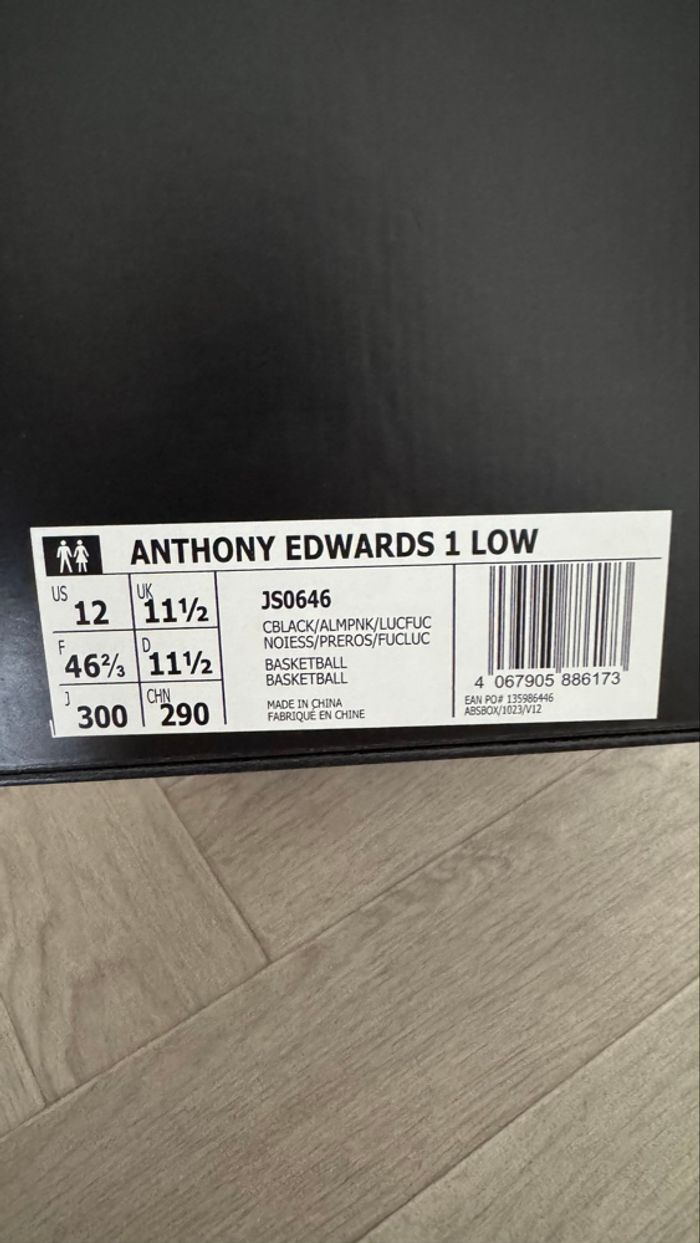 ANTHONY EDWARDS 1 LOW
US 12 UK 11½
F 46⅔ D 11½
J 300 CHN 290
JS0646
CBLACK/ALMPNK/LUCFUC
NOIESS/PREROS/FUCLUC
BASKETBALL
BASKETBALL
MADE IN CHINA
FABRIQUÉ EN CHINE
4 067905 886173
EAN PO# 135986446
ABSBOX/1023/V12